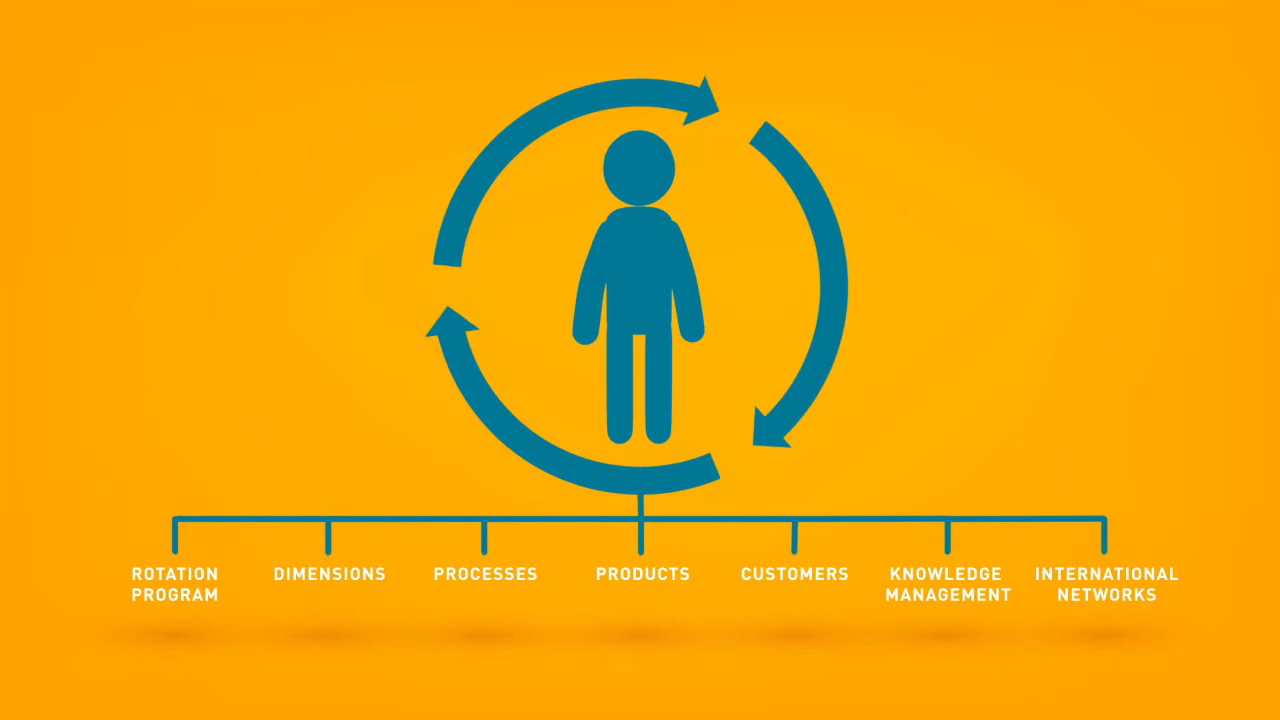 ROTATION
PROGRAM
DIMENSIONS
PROCESSES
PRODUCTS
CUSTOMERS
KNOWLEDGE
MANAGEMENT
INTERNATIONAL
NETWORKS